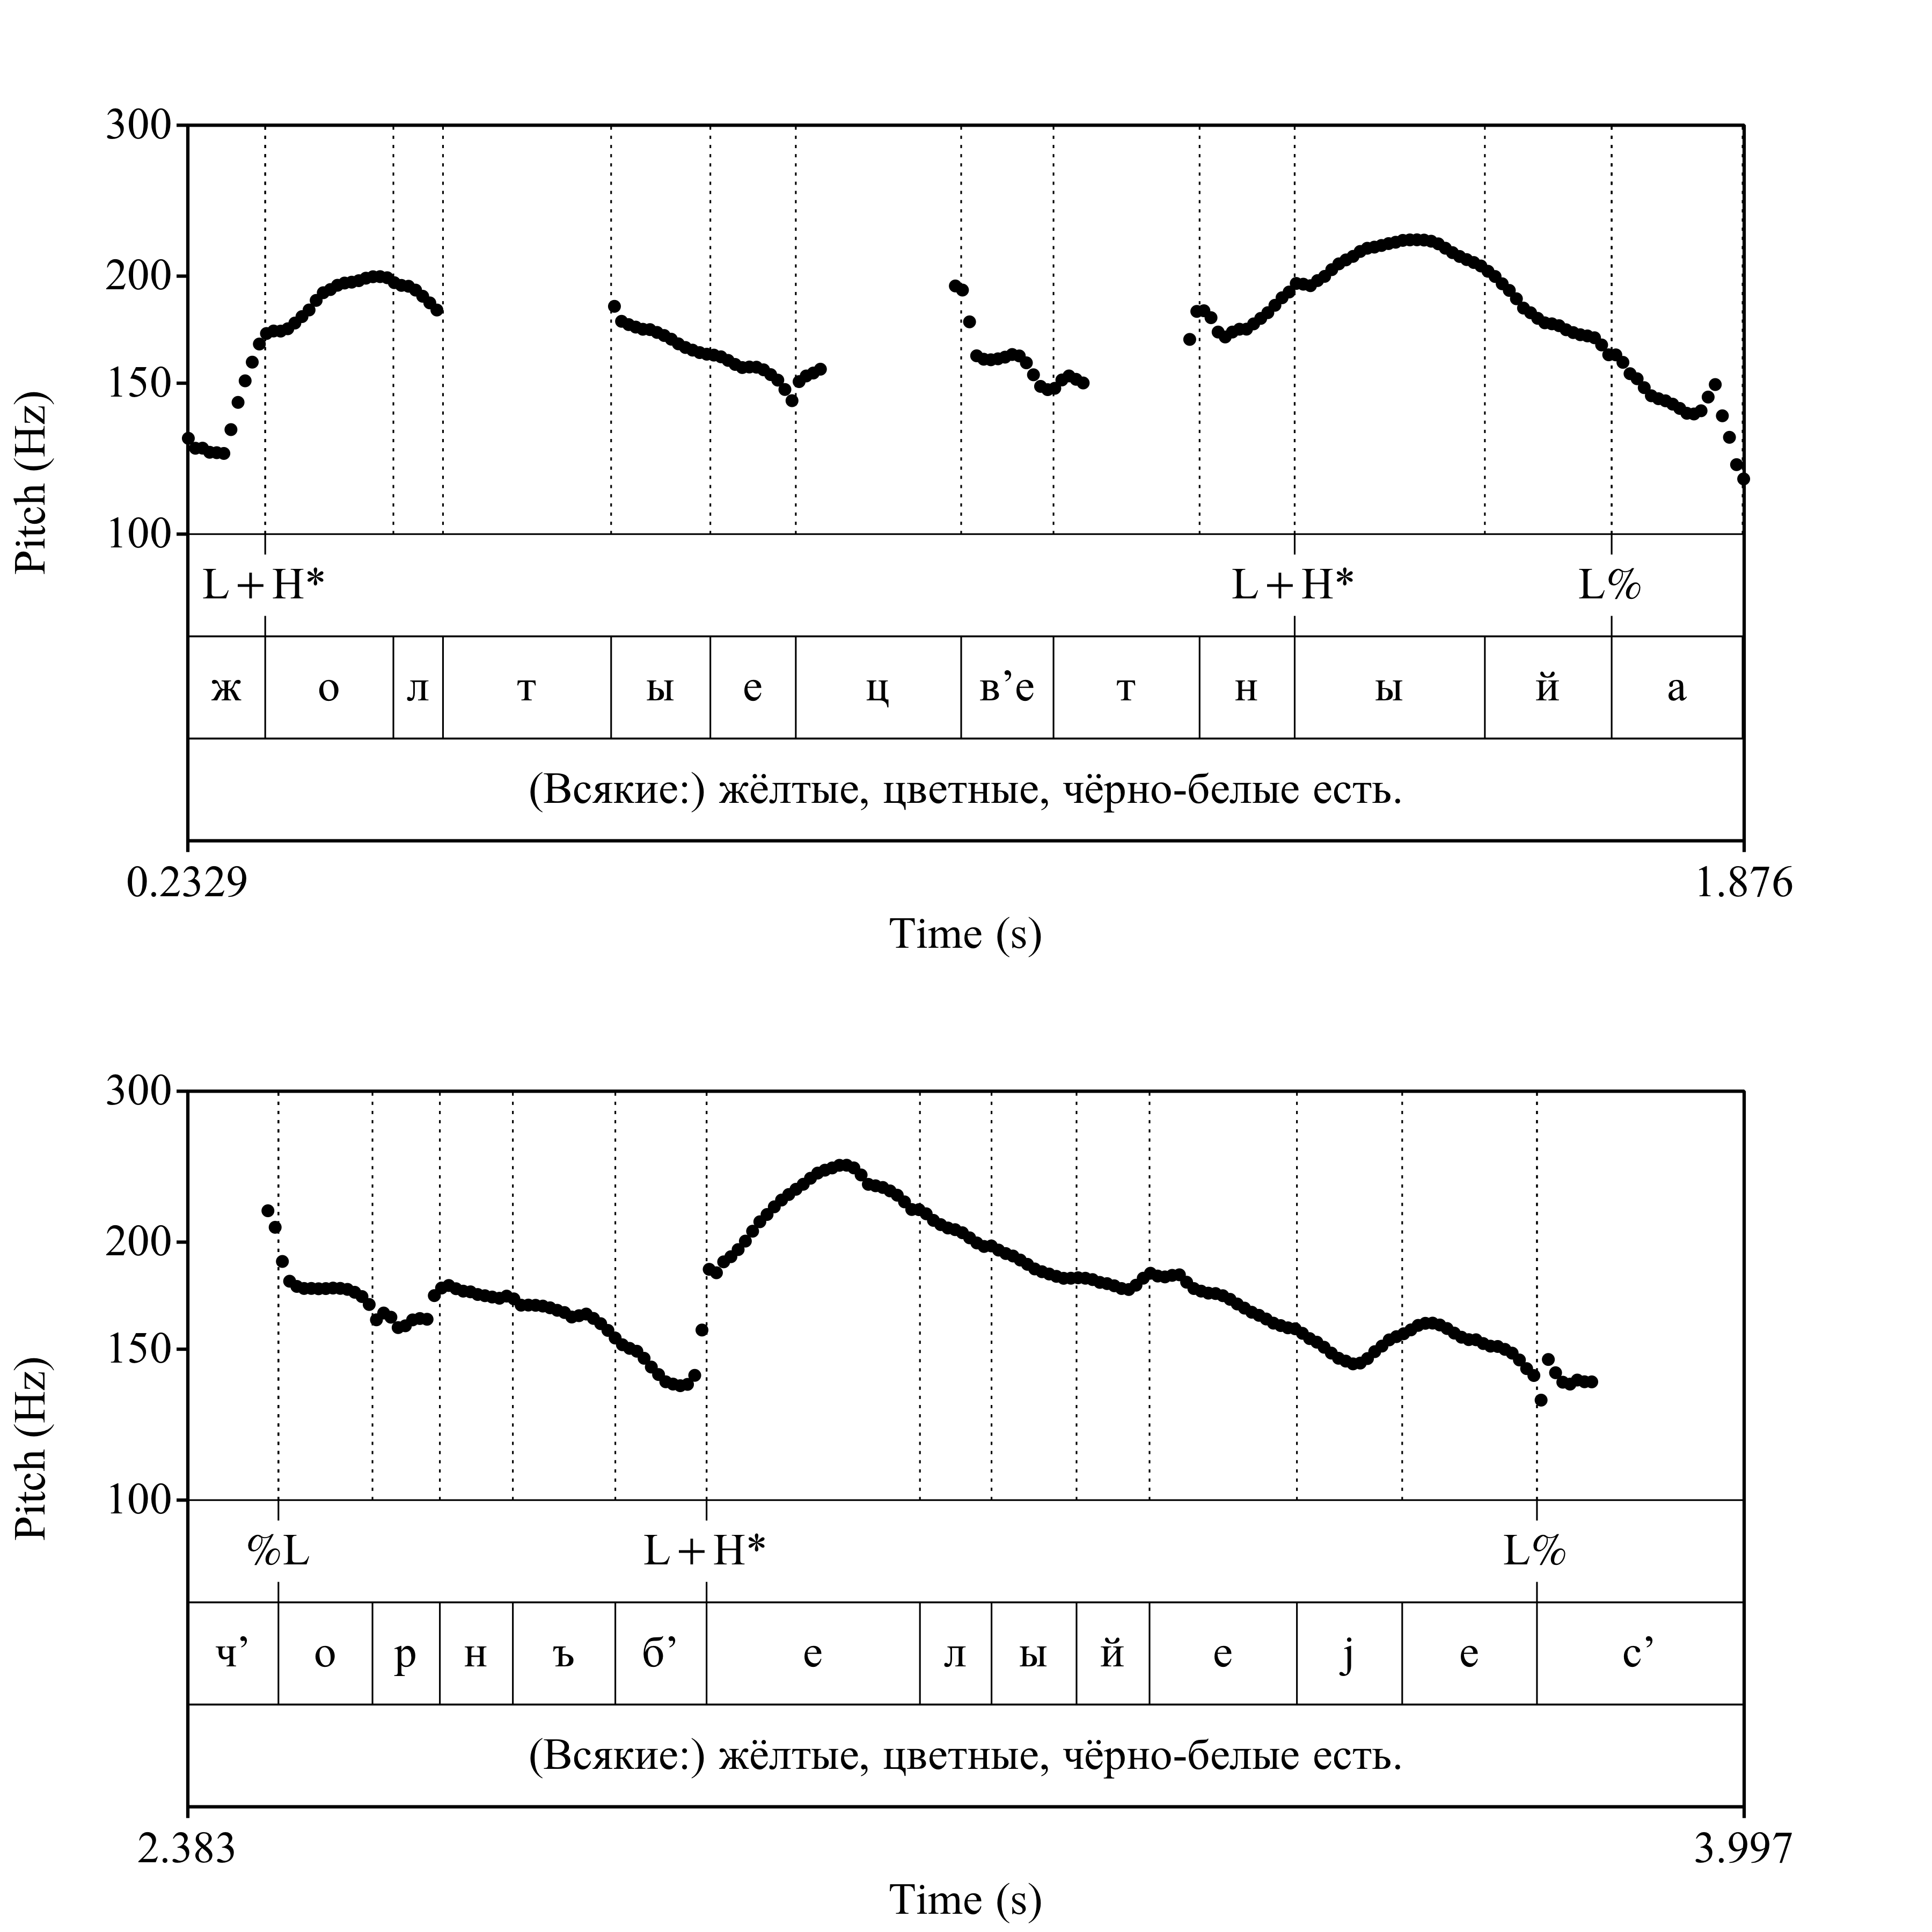 300
200
150
100
Pitch (Hz)
L+H* L+H* L%
ж о л т ы е ц в’е т н ы й а
(Всякие:) жёлтые, цветные, чёрно-белые есть.
0.2329 1.876
Time (s)
300
200
150
100
Pitch (Hz)
%L L+H* L%
ч’ о р н ъ б’ е л ы й е j е с’
(Всякие:) жёлтые, цветные, чёрно-белые есть.
2.383 3.997
Time (s)